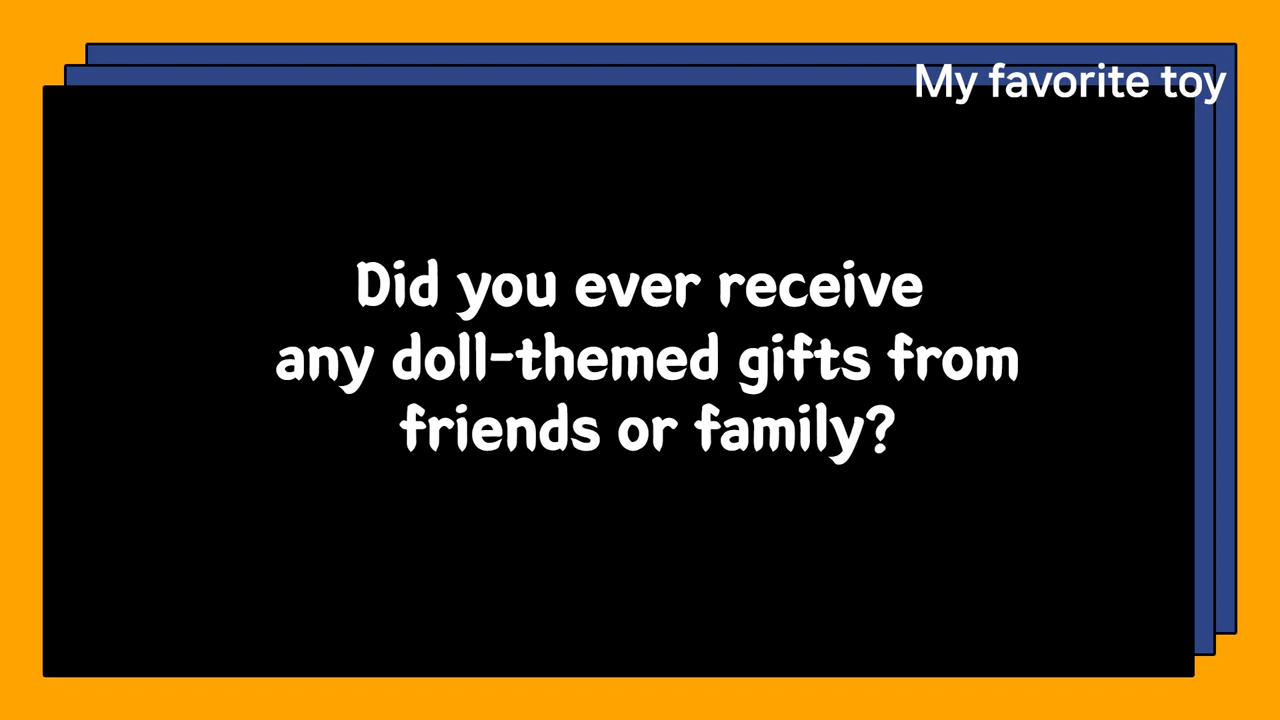 My favorite toy
Did you ever receive
any doll-themed gifts from
friends or family?